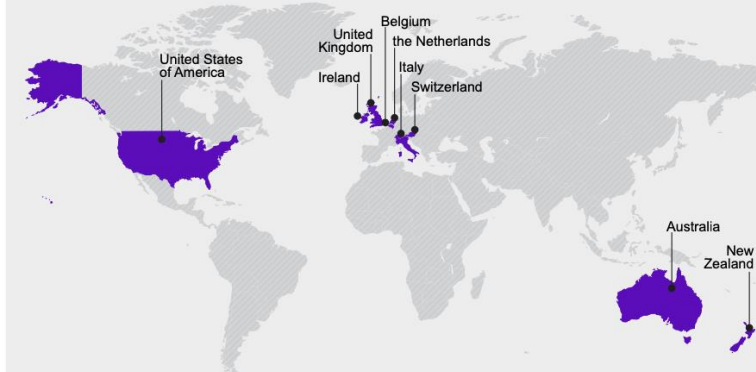 United States
of America
Ireland
United
Kingdom
Belgium
the Netherlands
Italy
Switzerland
Australia
New
Zealand